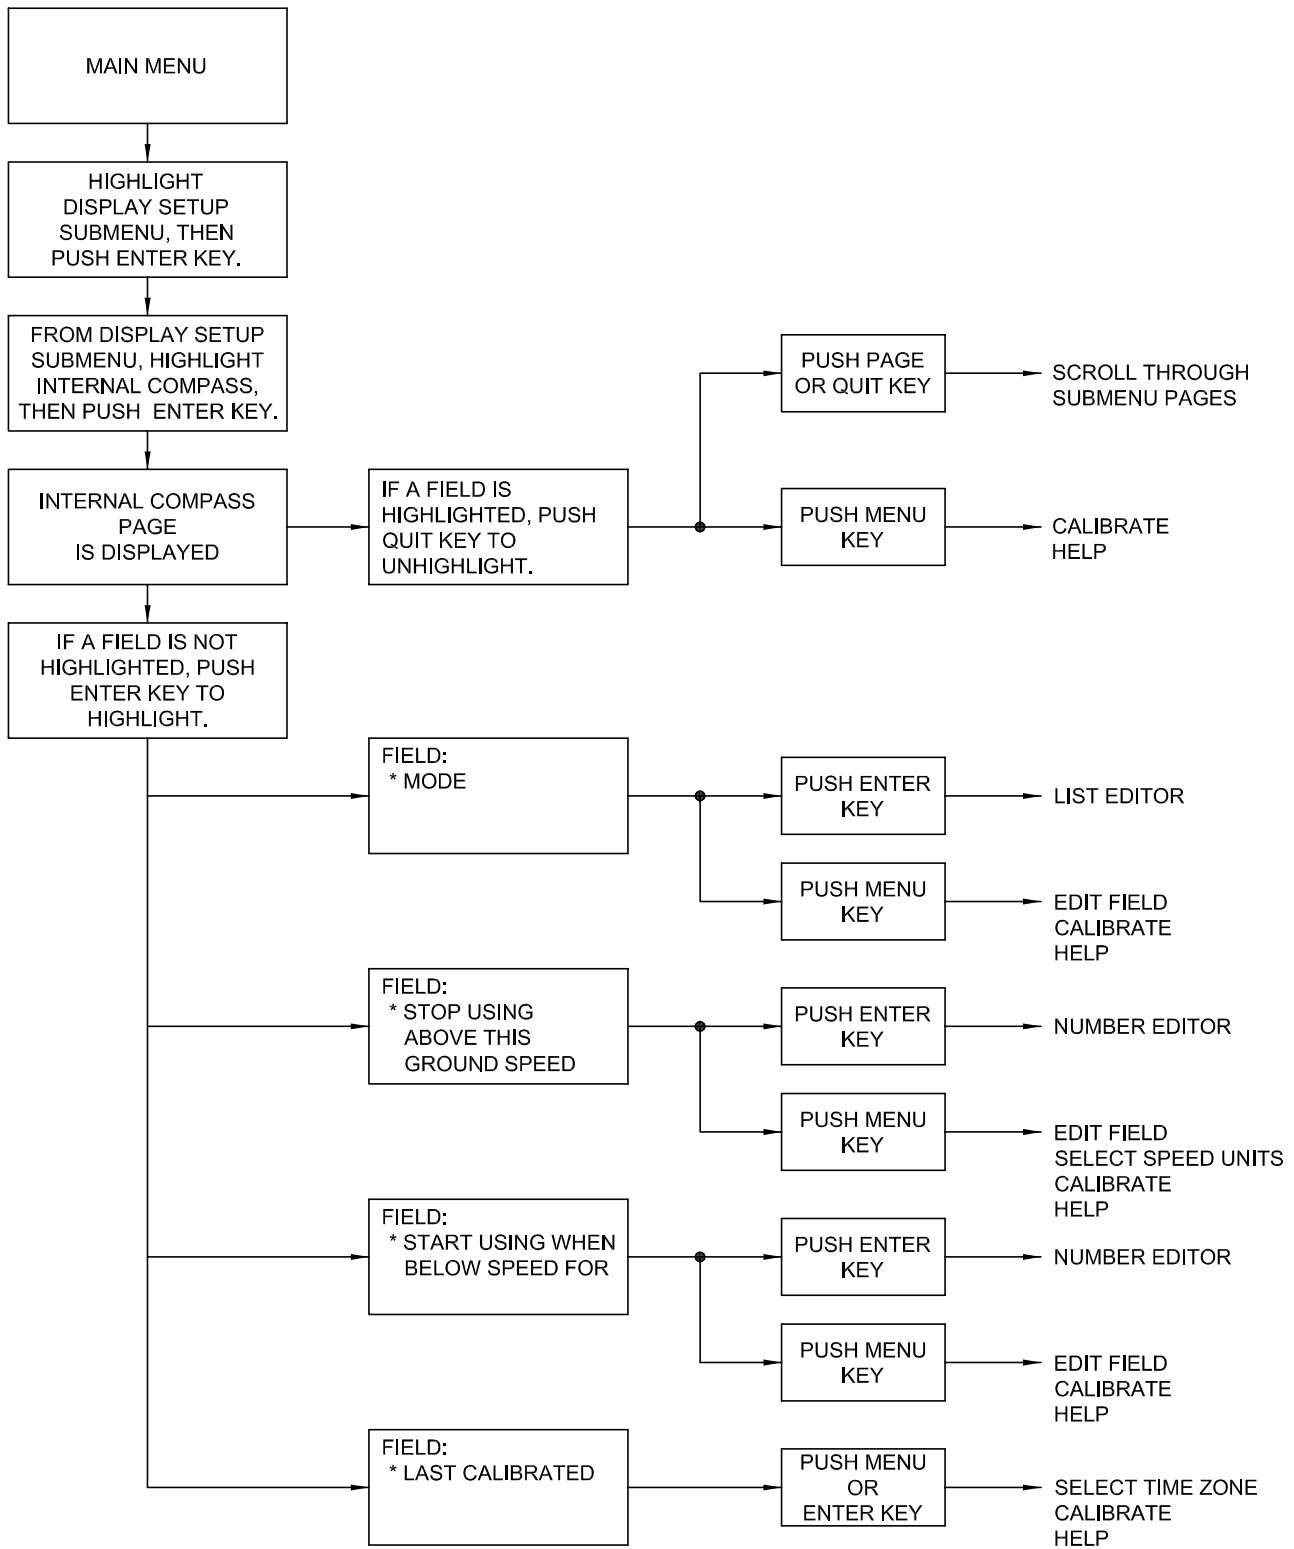 MAIN MENU
HIGHLIGHT
DISPLAY SETUP
SUBMENU, THEN
PUSH ENTER KEY.
FROM DISPLAY SETUP
SUBMENU, HIGHLIGHT
INTERNAL COMPASS,
THEN PUSH ENTER KEY.
PUSH PAGE
OR QUIT KEY
SCROLL THROUGH
SUBMENU PAGES
INTERNAL COMPASS
PAGE
IS DISPLAYED
IF A FIELD IS
HIGHLIGHTED, PUSH
QUIT KEY TO
UNHIGHLIGHT.
PUSH MENU
KEY
CALIBRATE
HELP
IF A FIELD IS NOT
HIGHLIGHTED, PUSH
ENTER KEY TO
HIGHLIGHT.
FIELD:
* MODE
PUSH ENTER
KEY
LIST EDITOR
PUSH MENU
KEY
EDIT FIELD
CALIBRATE
HELP
FIELD:
* STOP USING
ABOVE THIS
GROUND SPEED
PUSH ENTER
KEY
NUMBER EDITOR
PUSH MENU
KEY
EDIT FIELD
SELECT SPEED UNITS
CALIBRATE
HELP
FIELD:
* START USING WHEN
BELOW SPEED FOR
PUSH ENTER
KEY
NUMBER EDITOR
PUSH MENU
KEY
EDIT FIELD
CALIBRATE
HELP
FIELD:
* LAST CALIBRATED
PUSH MENU
OR
ENTER KEY
SELECT TIME ZONE
CALIBRATE
HELP